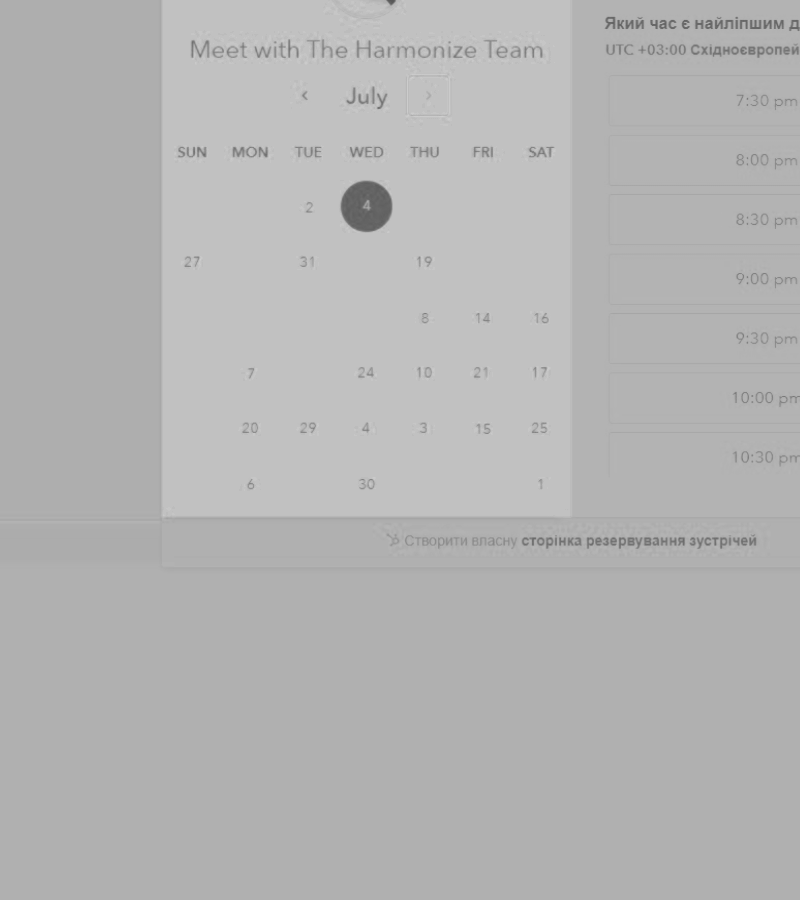 Meet with The Harmonize Team
July
SUN MON TUE WED THU FRI SAT
2 4
27 31 19
8 14 16
7 24 10 21 17
20 29 4 3 15 25
6 30 1
Який час є найліпшим
UTC +03:00
7:30 pm
8:00 pm
8:30 pm
9:00 pm
9:30 pm
10:00 pm
10:30 pm
Створити власну сторінка резервування зустрічей